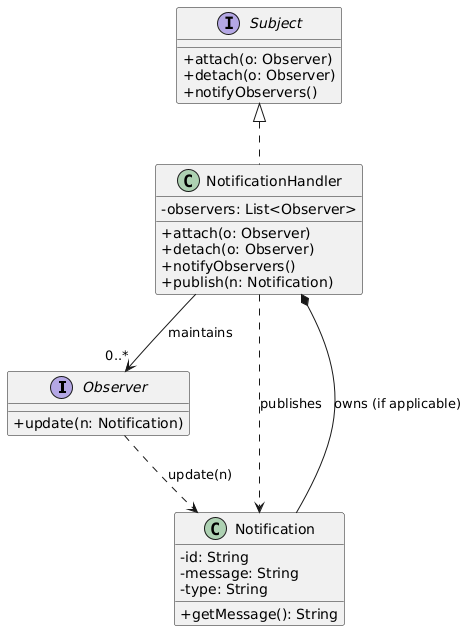 I Subject
+attach(o: Observer)
+detach(o: Observer)
+notifyObservers()
C NotificationHandler
-observers: List<Observer>
+attach(o: Observer)
+detach(o: Observer)
+notifyObservers()
+publish(n: Notification)
maintains
0..*
I Observer
+update(n: Notification)
publishes
owns (if applicable)
update(n)
C Notification
-id: String
-message: String
-type: String
+getMessage(): String